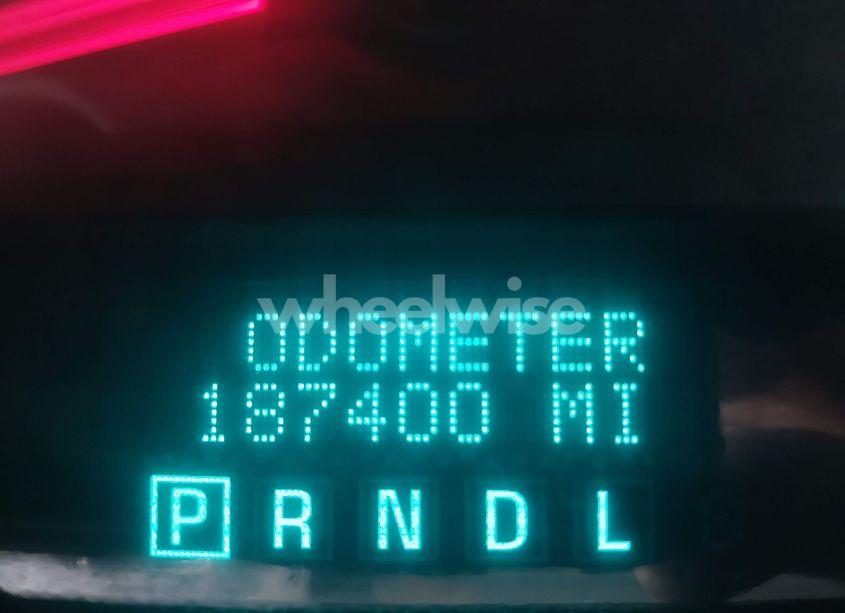 wheelwise
ODOMETER
187400 MI
P R N D L